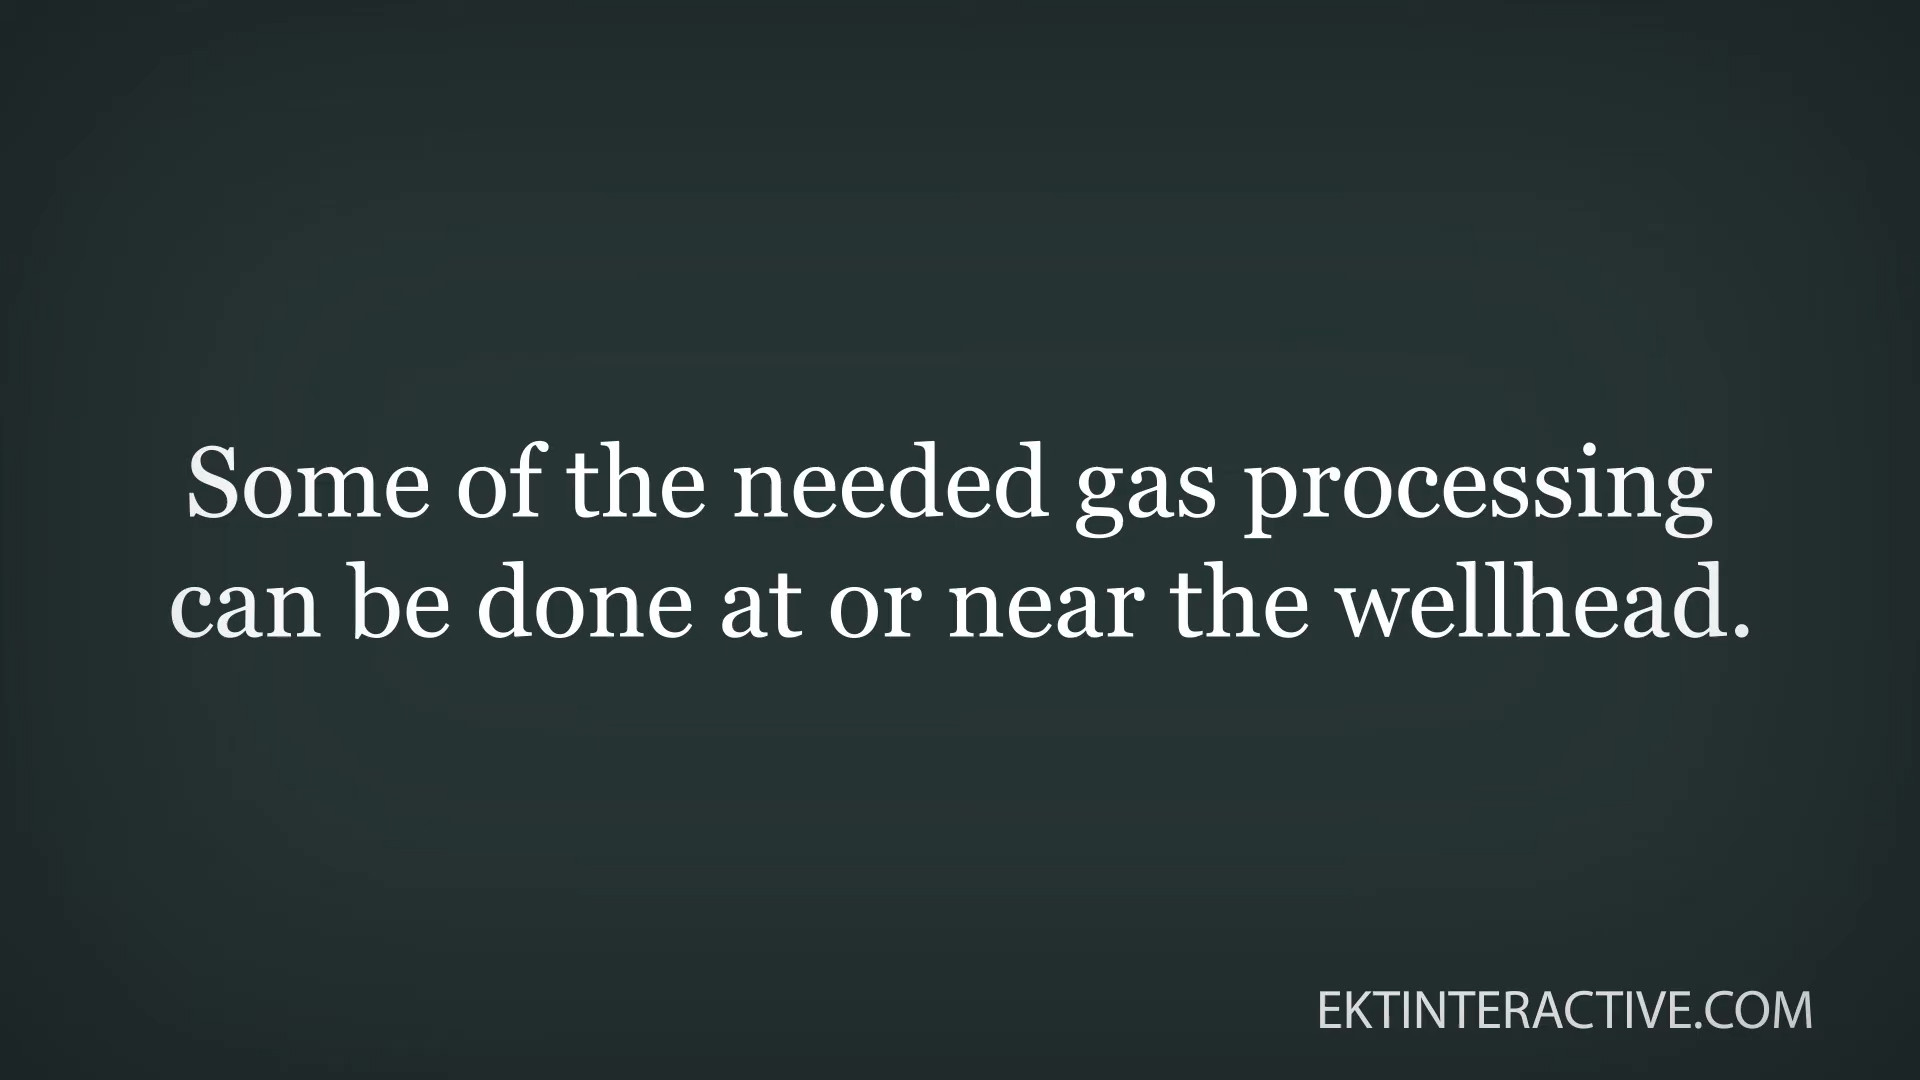 Some of the needed gas processing
can be done at or near the wellhead.
EKTINTERACTIVE.COM